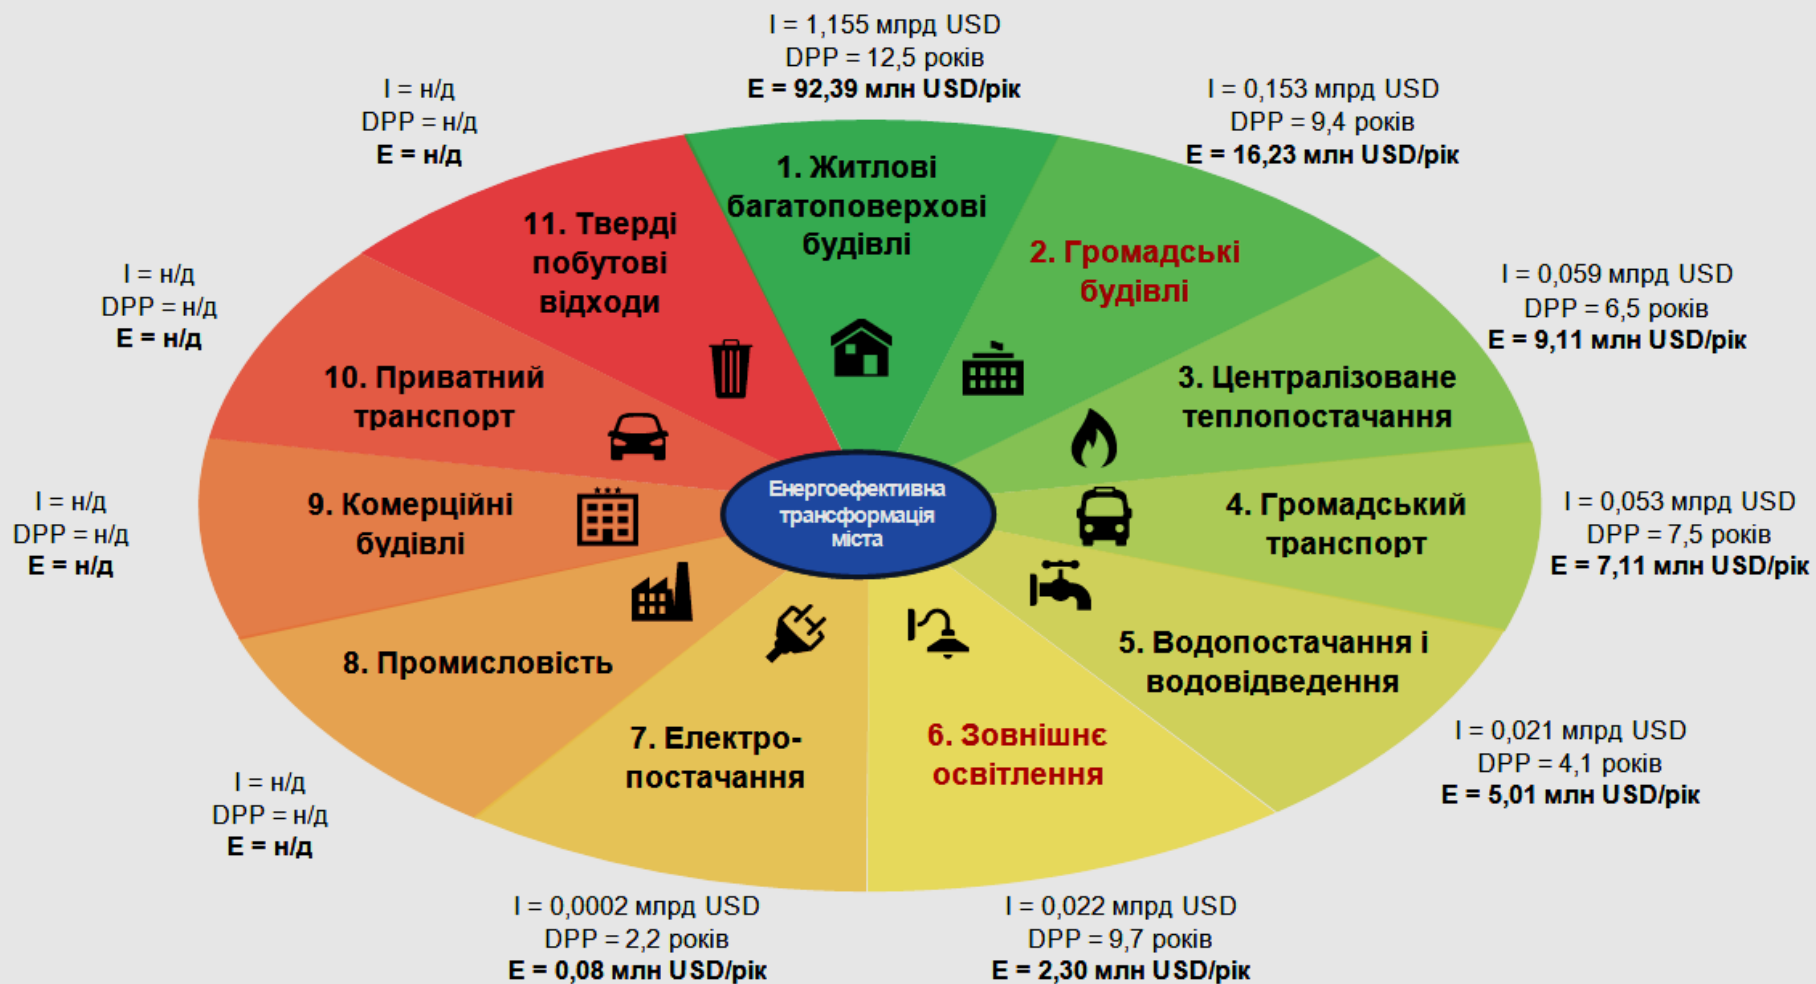 I = 1,155 млрд USD
DPP = 12,5 років
E = 92,39 млн USD/рік
I = 0,153 млрд USD
DPP = 9,4 років
E = 16,23 млн USD/рік
I = 0,059 млрд USD
DPP = 6,5 років
E = 9,11 млн USD/рік
I = 0,053 млрд USD
DPP = 7,5 років
E = 7,11 млн USD/рік
I = 0,021 млрд USD
DPP = 4,1 років
E = 5,01 млн USD/рік
I = 0,022 млрд USD
DPP = 9,7 років
E = 2,30 млн USD/рік
I = 0,0002 млрд USD
DPP = 2,2 років
E = 0,08 млн USD/рік
I = н/д
DPP = н/д
E = н/д
I = н/д
DPP = н/д
E = н/д
I = н/д
DPP = н/д
E = н/д
I = н/д
DPP = н/д
E = н/д
1. Житлові
багатоповерхові
будівлі
2. Громадські
будівлі
3. Централізоване
теплопостачання
4. Громадський
транспорт
5. Водопостачання і
водовідведення
6. Зовнішнє
освітлення
7. Електро-
постачання
8. Промисловість
9. Комерційні
будівлі
10. Приватний
транспорт
11. Тверді
побутові
відходи
Енергоефективна
трансформація
міста